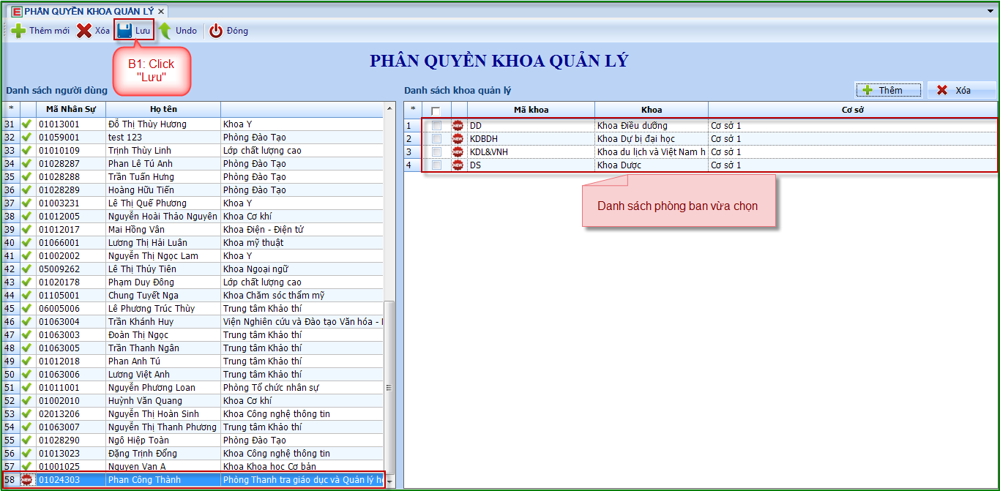 PHÂN QUYỀN KHOA QUẢN LÝ
Thêm mới Xóa Lưu Undo Đóng
B1: Click
"Lưu"
PHÂN QUYỀN KHOA QUẢN LÝ
Danh sách người dùng
* Mã Nhân Sự Họ tên
31 01013001 Đỗ Thị Thùy Hương Khoa Y
32 01059001 test 123 Phòng Đào Tạo
33 01010109 Trịnh Thùy Linh Lớp chất lượng cao
34 01028287 Phan Lê Tú Anh Phòng Đào Tạo
35 01028288 Trần Tuấn Hưng Phòng Đào Tạo
36 01028289 Hoàng Hữu Tiến Phòng Đào Tạo
37 01003231 Lê Thị Quế Phương Khoa Y
38 01012005 Nguyễn Hoài Thảo Nguyên Khoa Cơ khí
39 01012017 Mai Hồng Vân Khoa Điện - Điện tử
40 01066001 Lương Thị Hải Luân Khoa mỹ thuật
41 01002002 Nguyễn Thị Ngọc Lam Khoa Y
42 05009262 Lê Thị Thủy Tiên Khoa Ngoại ngữ
43 01020178 Phạm Duy Đông Lớp chất lượng cao
44 01105001 Chung Tuyết Nga Khoa Chăm sóc thẩm mỹ
45 06005006 Lê Phương Trúc Thùy Trung tâm Khảo thí
46 01063004 Trần Khánh Huy Viện Nghiên cứu và Đào tạo Văn hóa -
47 01063003 Đoàn Thị Ngọc Trung tâm Khảo thí
48 01063005 Trần Thanh Ngân Trung tâm Khảo thí
49 01012018 Phan Anh Tú Trung tâm Khảo thí
50 01063006 Lương Việt Anh Trung tâm Khảo thí
51 01011001 Nguyễn Phương Loan Phòng Tổ chức nhân sự
52 01002010 Huỳnh Văn Quang Khoa Cơ khí
53 02013206 Nguyễn Thị Hoàn Sinh Khoa Công nghệ thông tin
54 01063007 Nguyễn Thị Thanh Phương Trung tâm Khảo thí
55 01028290 Ngô Hiệp Toàn Phòng Đào Tạo
56 01013023 Đặng Trịnh Đổng Khoa Công nghệ thông tin
57 01001025 Nguyen Van A Khoa Khoa học Cơ bản
58 NEW 01024303 Phan Công Thành Phòng Thanh tra giáo dục và Quản lý h
Danh sách khoa quản lý Thêm Xóa
* Mã khoa Khoa Cơ sở
1 NEW DD Khoa Điều dưỡng Cơ sở 1
2 NEW KDBDH Khoa Dự bị đại học Cơ sở 1
3 NEW KDL&VNH Khoa du lịch và Việt Nam h Cơ sở 1
4 NEW DS Khoa Dược Cơ sở 1
Danh sách phòng ban vừa chọn